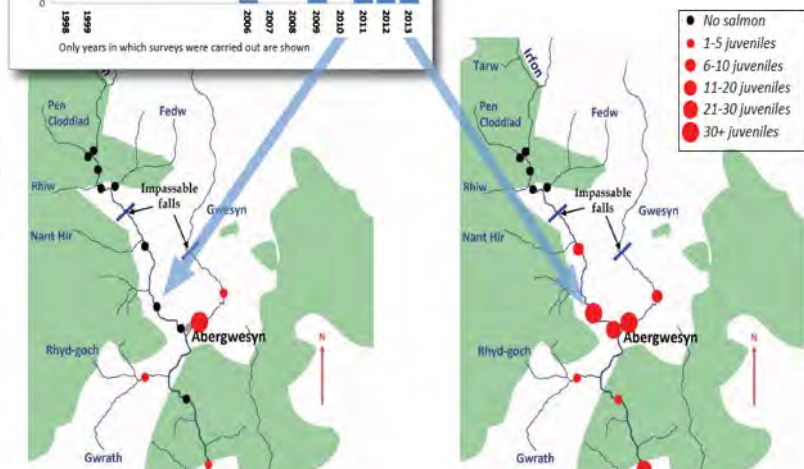 0
1998
1999
2006
2007
2008
2009
2010
2011
2012
2013
Only years in which surveys were carried out are shown
No salmon
1-5 juveniles
6-10 juveniles
11-20 juveniles
21-30 juveniles
30+ juveniles
Pen
Cloddiad
Fedw
Rhiw
Impassable
falls
Gwesyn
Nant Hir
Abergwesyn
Rhyd-goch
N
Gwrath
Tarw
Irfon
Pen
Cloddiad
Fedw
Rhiw
Impassable
falls
Gwesyn
Nant Hir
Abergwesyn
Rhyd-goch
N
Gwrath